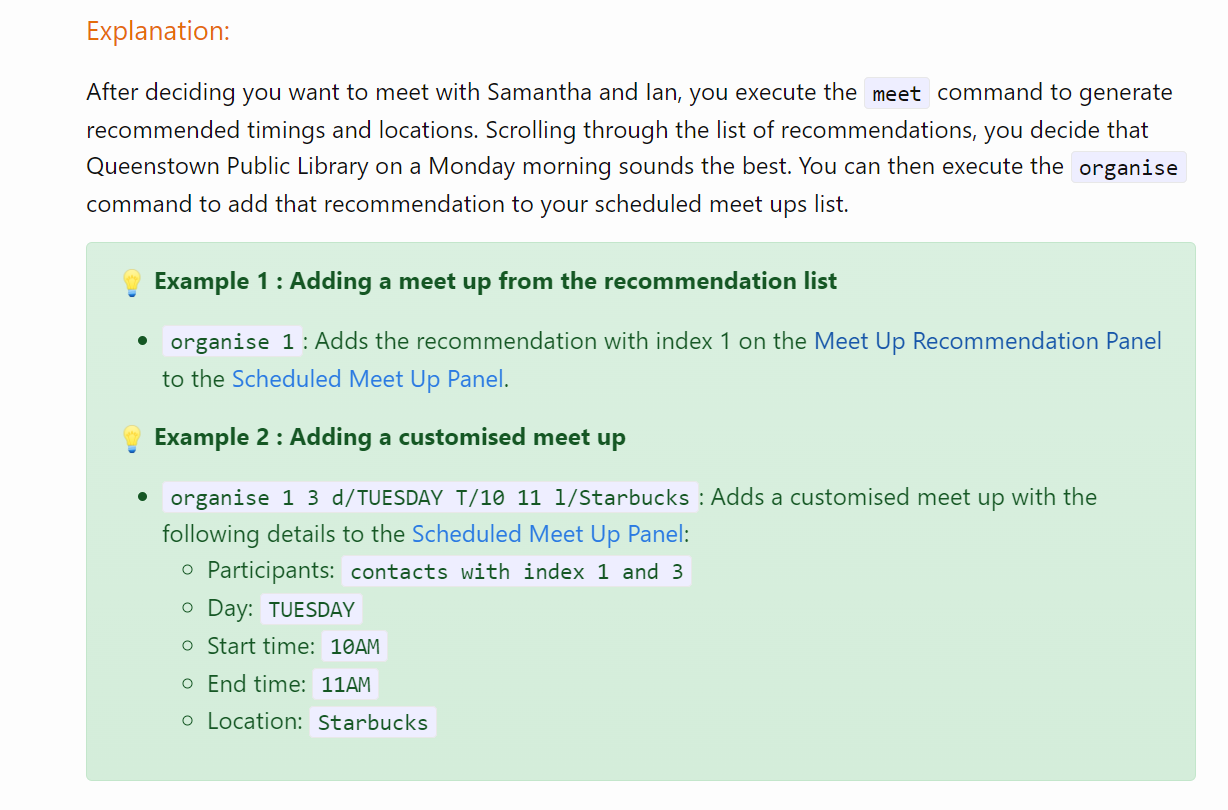 Explanation:
After deciding you want to meet with Samantha and Ian, you execute the meet command to generate
recommended timings and locations. Scrolling through the list of recommendations, you decide that
Queenstown Public Library on a Monday morning sounds the best. You can then execute the organise
command to add that recommendation to your scheduled meet ups list.
Example 1 : Adding a meet up from the recommendation list
organise 1 : Adds the recommendation with index 1 on the Meet Up Recommendation Panel
to the Scheduled Meet Up Panel.
Example 2 : Adding a customised meet up
organise 1 3 d/TUESDAY T/10 11 l/Starbucks : Adds a customised meet up with the
following details to the Scheduled Meet Up Panel:
Participants: contacts with index 1 and 3
Day: TUESDAY
Start time: 10AM
End time: 11AM
Location: Starbucks